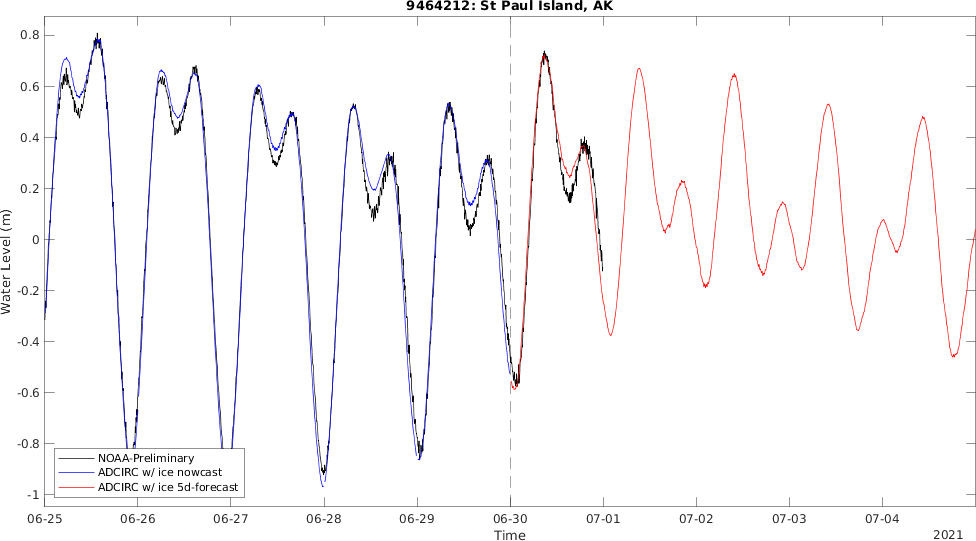 9464212: St Paul Island, AK
0.8
0.6
0.4
0.2
0
-0.2
-0.4
-0.6
-0.8
-1
Water Level (m)
NOAA-Preliminary
ADCIRC w/ ice nowcast
ADCIRC w/ ice 5d-forecast
06-25 06-26 06-27 06-28 06-29 06-30 07-01 07-02 07-03 07-04
Time
2021